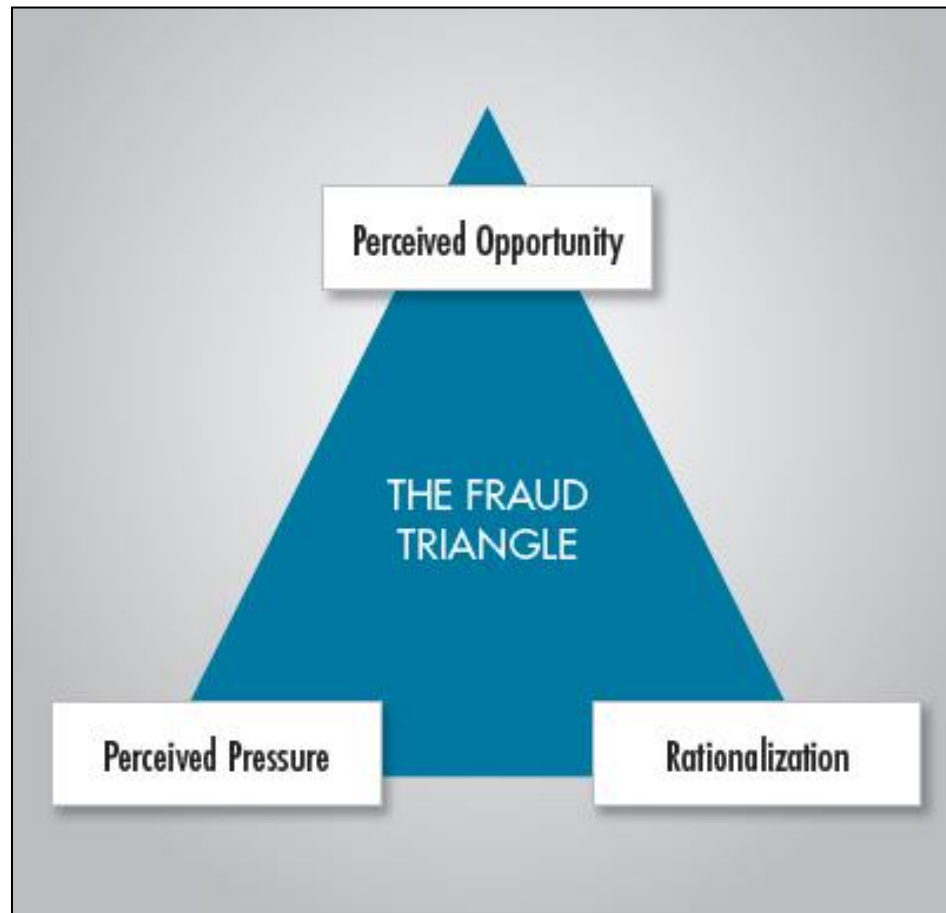 Perceived Opportunity
THE FRAUD
TRIANGLE
Perceived Pressure
Rationalization